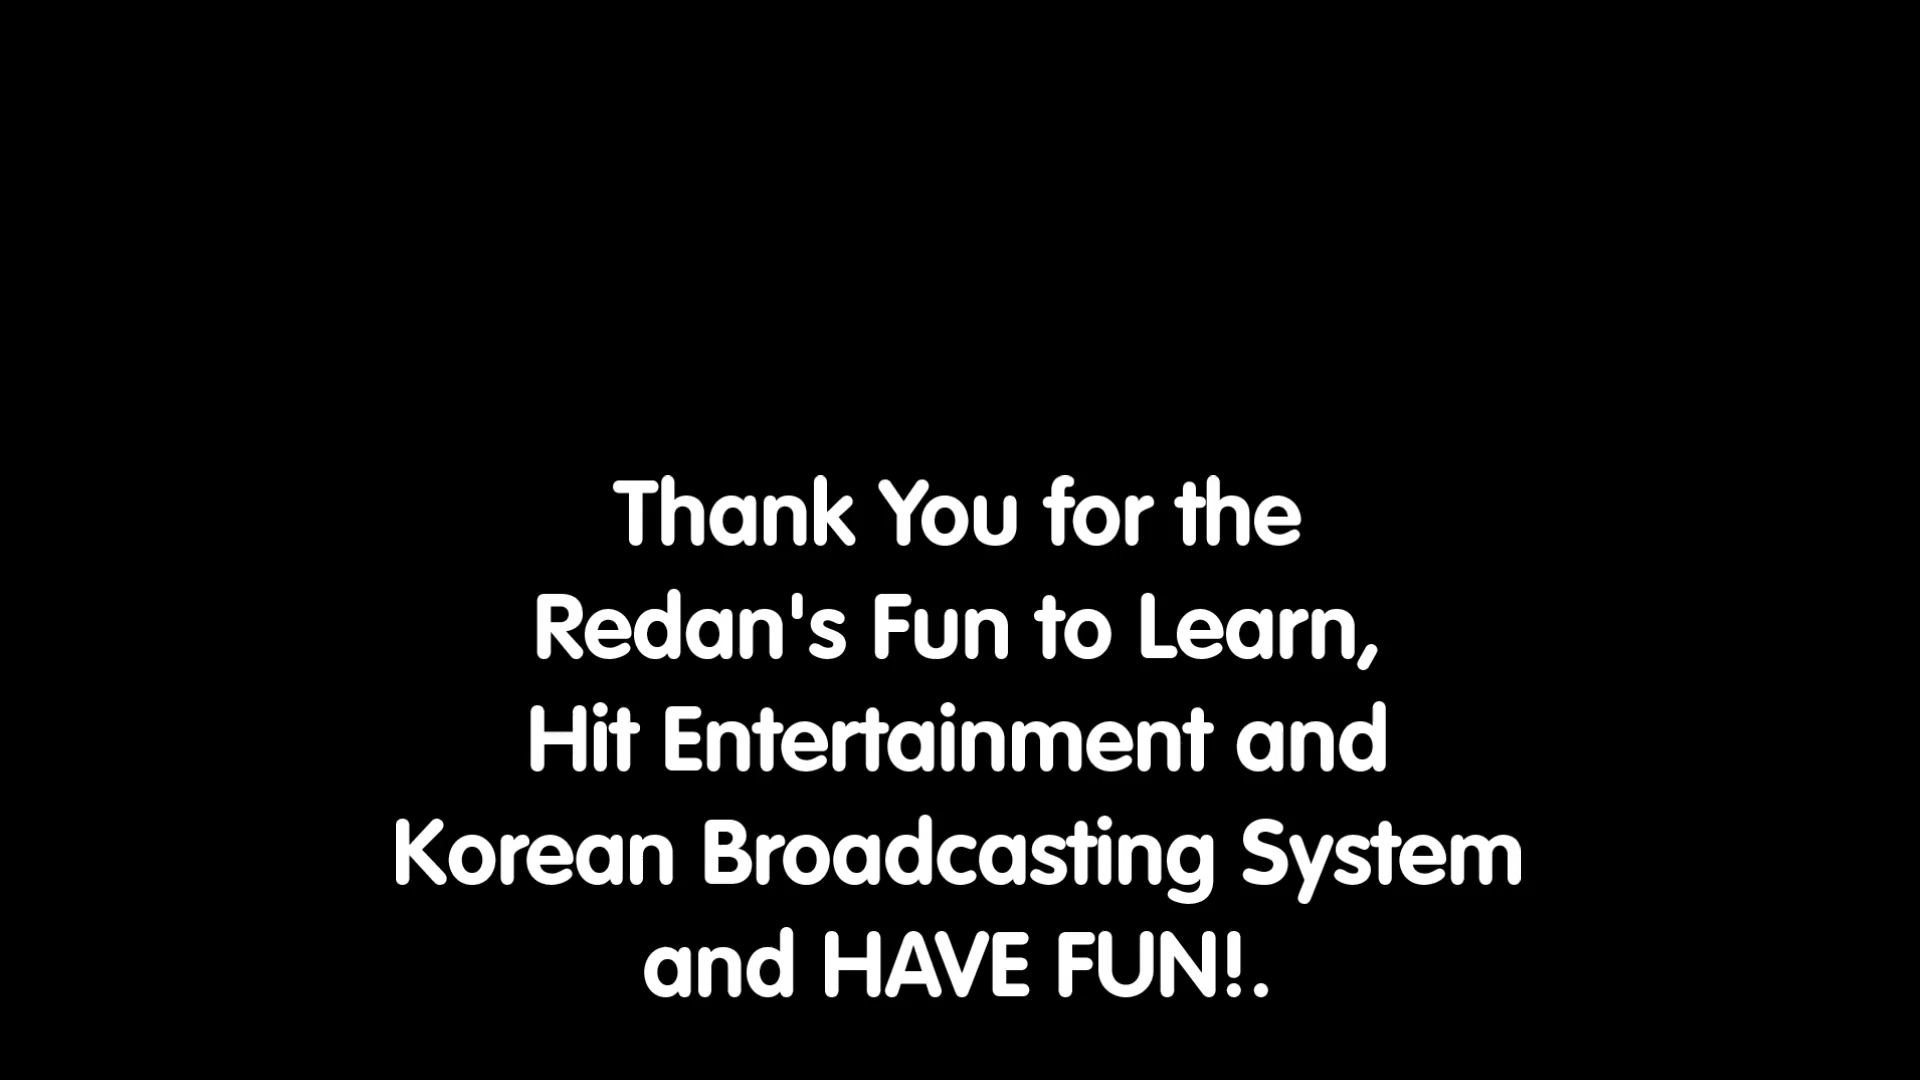 Thank You for the
Redan's Fun to Learn,
Hit Entertainment and
Korean Broadcasting System
and HAVE FUN!.